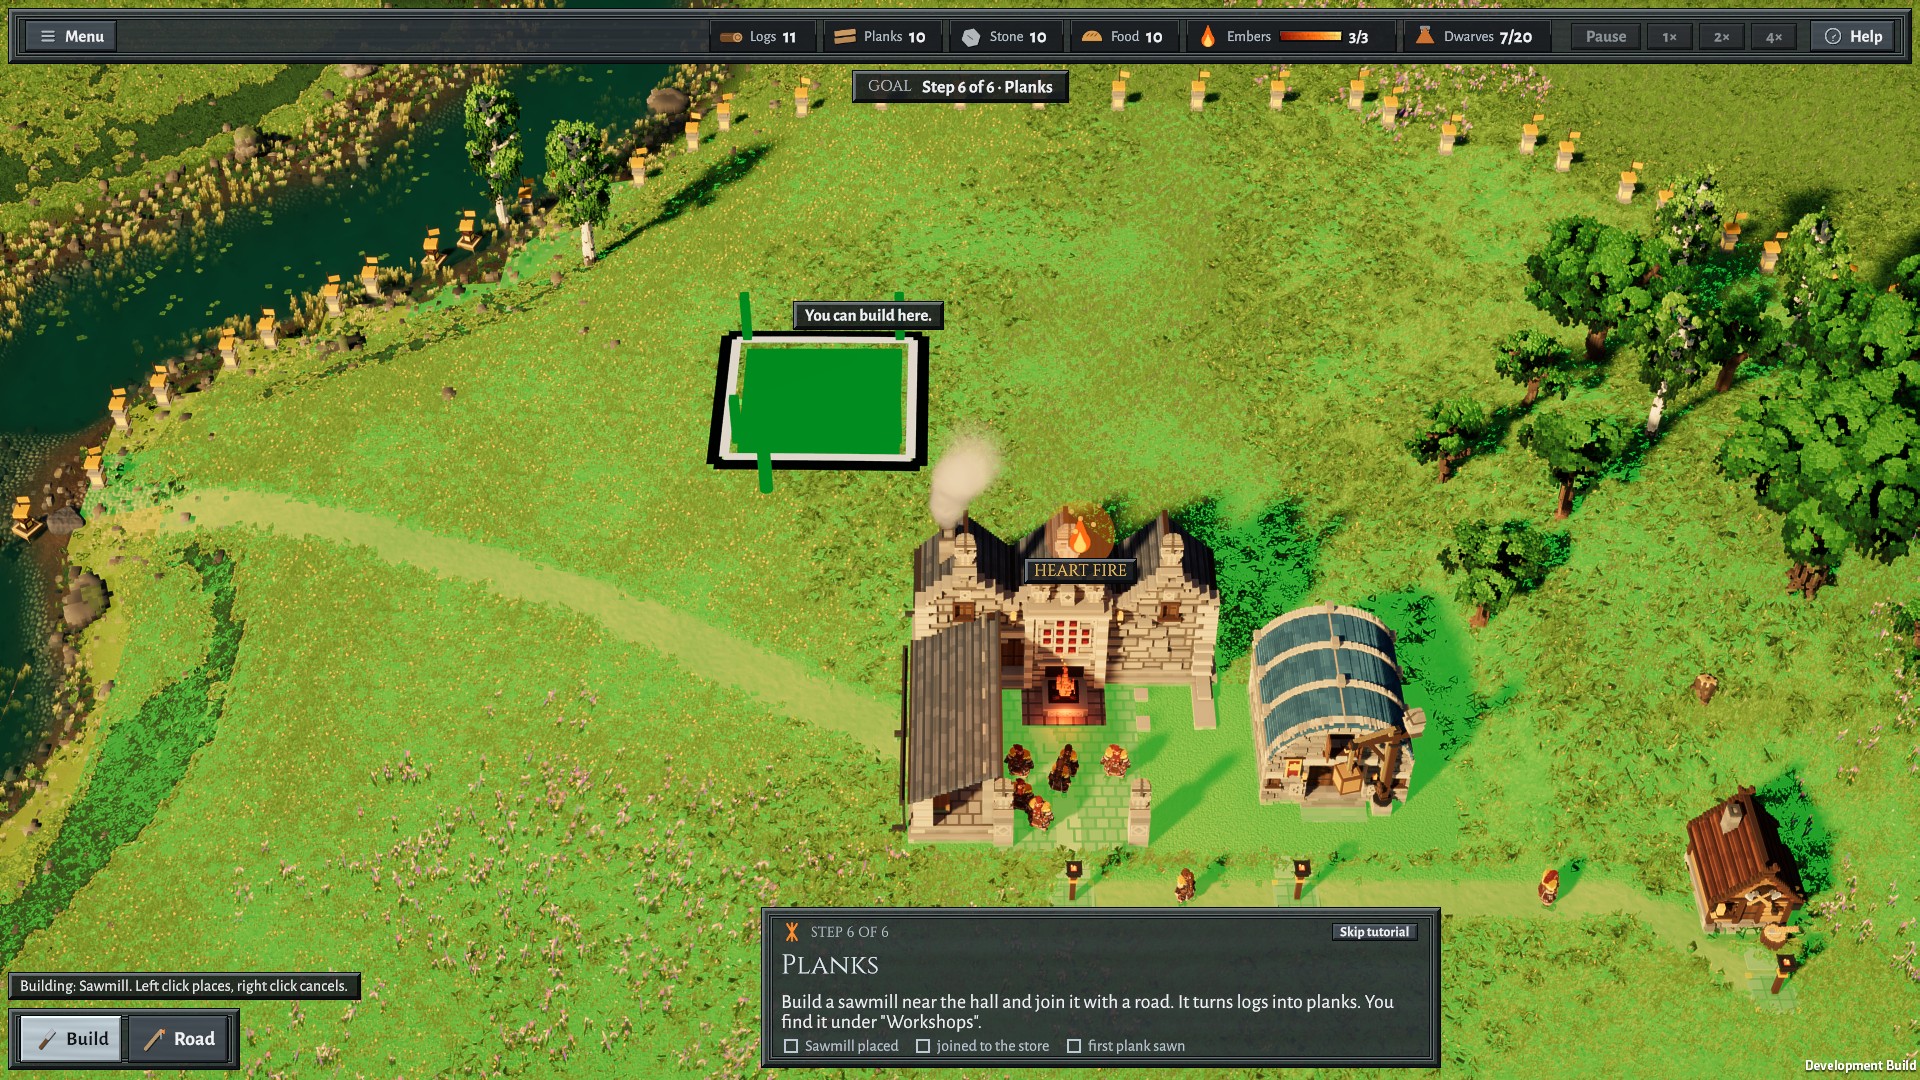 Menu
Logs 11
Planks 10
Stone 10
Food 10
Embers 3/3
Dwarves 7/20
Pause
1×
2×
4×
Help
GOAL Step 6 of 6 · Planks
You can build here.
HEART FIRE
STEP 6 OF 6
Skip tutorial
PLANKS
Build a sawmill near the hall and join it with a road. It turns logs into planks. You
find it under "Workshops".
Sawmill placed
joined to the store
first plank sawn
Building: Sawmill. Left click places, right click cancels.
Build
Road
Development Build